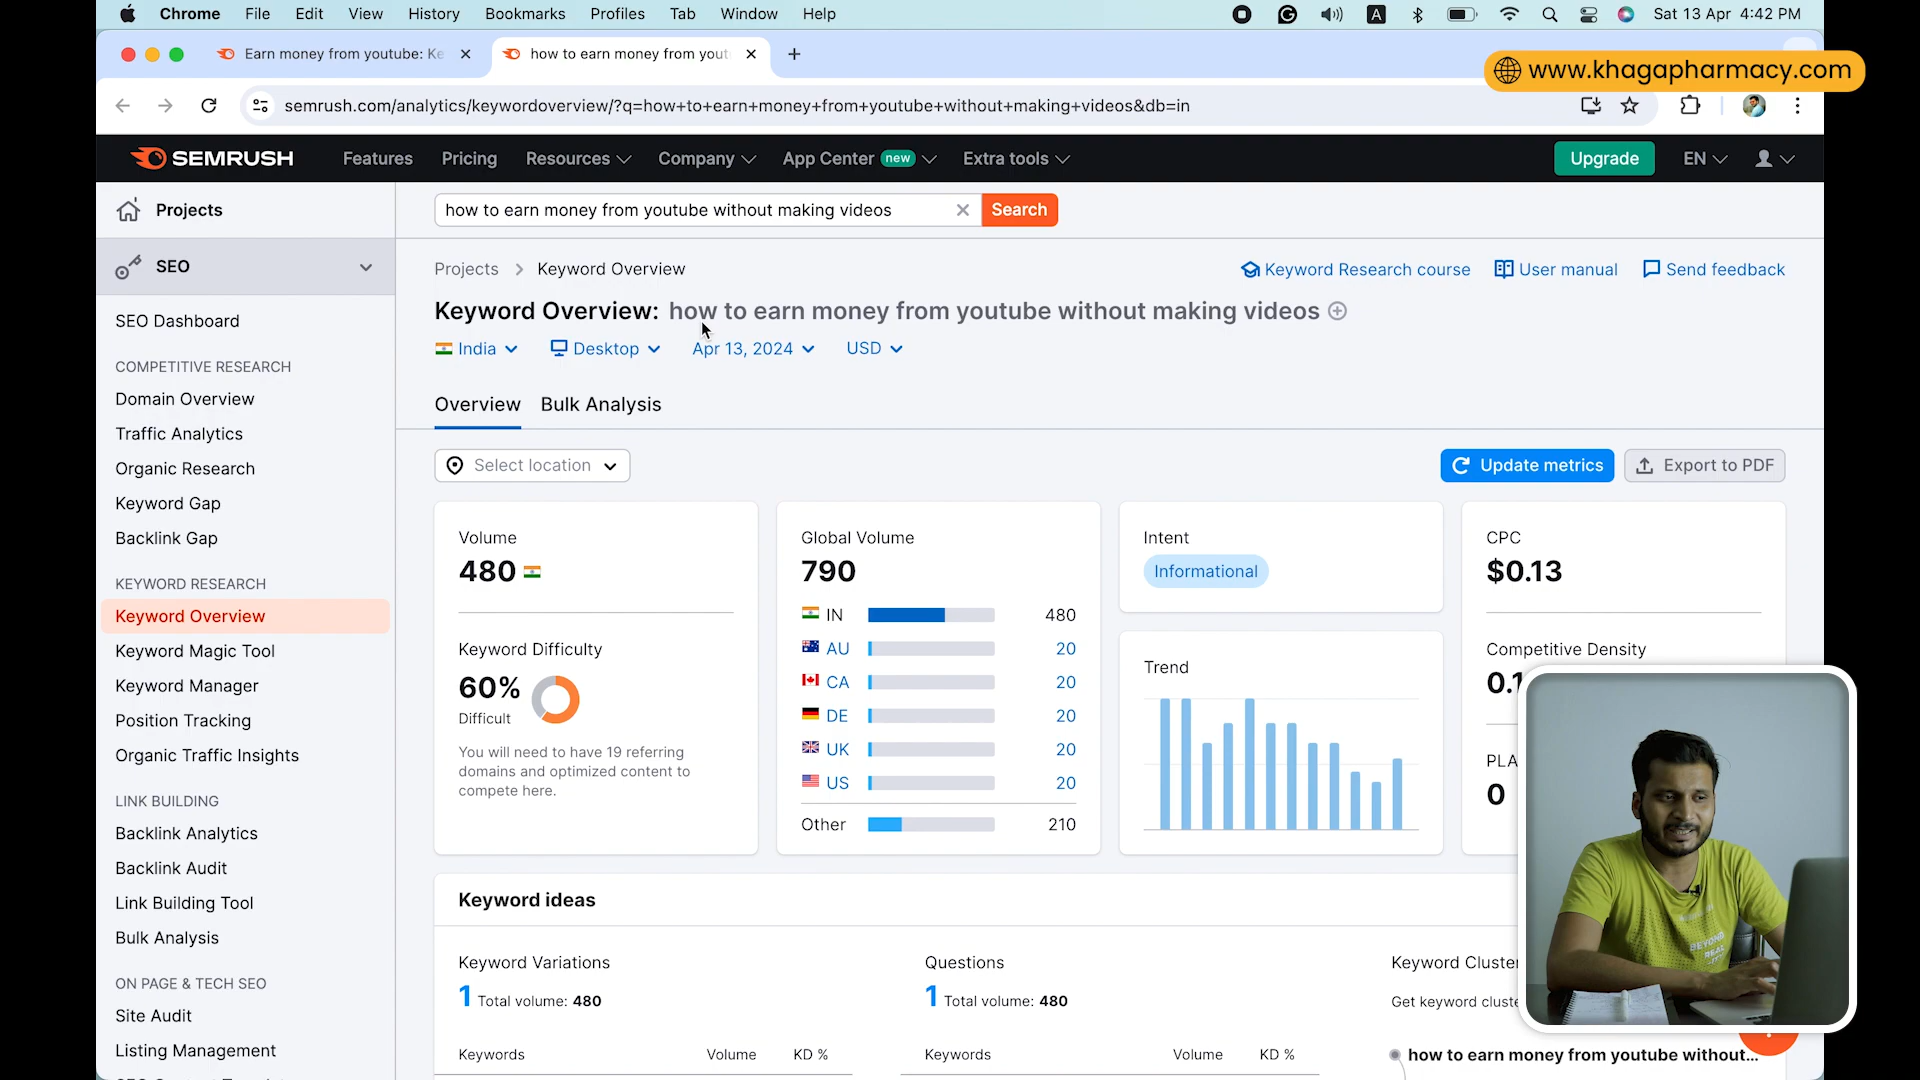 Chrome File Edit View History Bookmarks Profiles Tab Window Help
A
Sat 13 Apr 4:42 PM
Earn money from youtube: Ke
how to earn money from yout
www.khagapharmacy.com
semrush.com/analytics/keywordoverview/?q=how+to+earn+money+from+youtube+without+making+videos&db=in
SEMRUSH Features Pricing Resources Company App Center new Extra tools Upgrade EN
Projects
how to earn money from youtube without making videos
Search
SEO
SEO Dashboard
COMPETITIVE RESEARCH
Domain Overview
Traffic Analytics
Organic Research
Keyword Gap
Backlink Gap
KEYWORD RESEARCH
Keyword Overview
Keyword Magic Tool
Keyword Manager
Position Tracking
Organic Traffic Insights
LINK BUILDING
Backlink Analytics
Backlink Audit
Link Building Tool
Bulk Analysis
ON PAGE & TECH SEO
Site Audit
Listing Management
Projects > Keyword Overview
Keyword Research course User manual Send feedback
Keyword Overview: how to earn money from youtube without making videos
India Desktop Apr 13, 2024 USD
Overview Bulk Analysis
Select location
Update metrics Export to PDF
Volume
480
Keyword Difficulty
60%
Difficult
You will need to have 19 referring
domains and optimized content to
compete here.
Global Volume
790
IN 480
AU 20
CA 20
DE 20
UK 20
US 20
Other 210
Intent
Informational
Trend
CPC
$0.13
Competitive Density
0.1
PLA
0
Keyword ideas
Keyword Variations
1 Total volume: 480
Keywords Volume KD %
Questions
1 Total volume: 480
Keywords Volume KD %
Keyword Cluster
Get keyword cluste
how to earn money from youtube without...
BEYOND
REAL